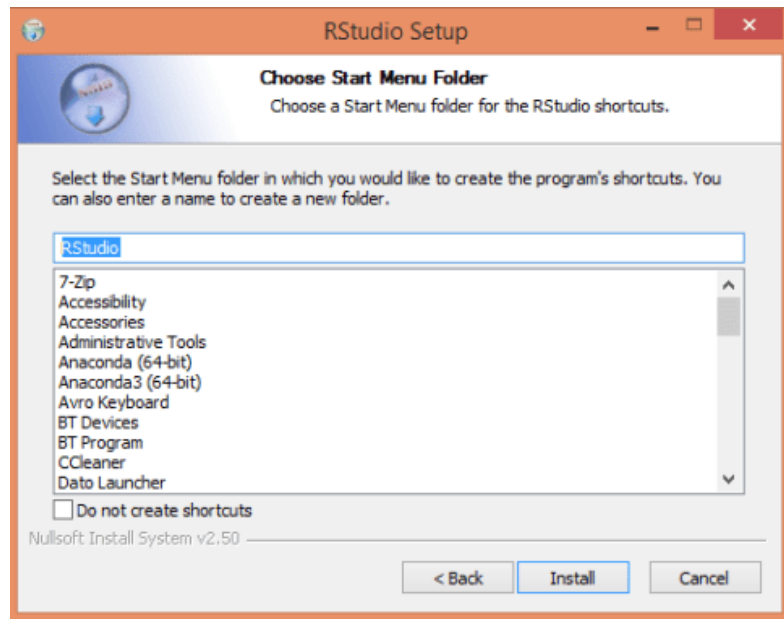 RStudio Setup
Choose Start Menu Folder
Choose a Start Menu folder for the RStudio shortcuts.
Select the Start Menu folder in which you would like to create the program's shortcuts. You
can also enter a name to create a new folder.
RStudio
7-Zip
Accessibility
Accessories
Administrative Tools
Anaconda (64-bit)
Anaconda3 (64-bit)
Avro Keyboard
BT Devices
BT Program
CCleaner
Dato Launcher
Do not create shortcuts
Nullsoft Install System v2.50
< Back Install Cancel